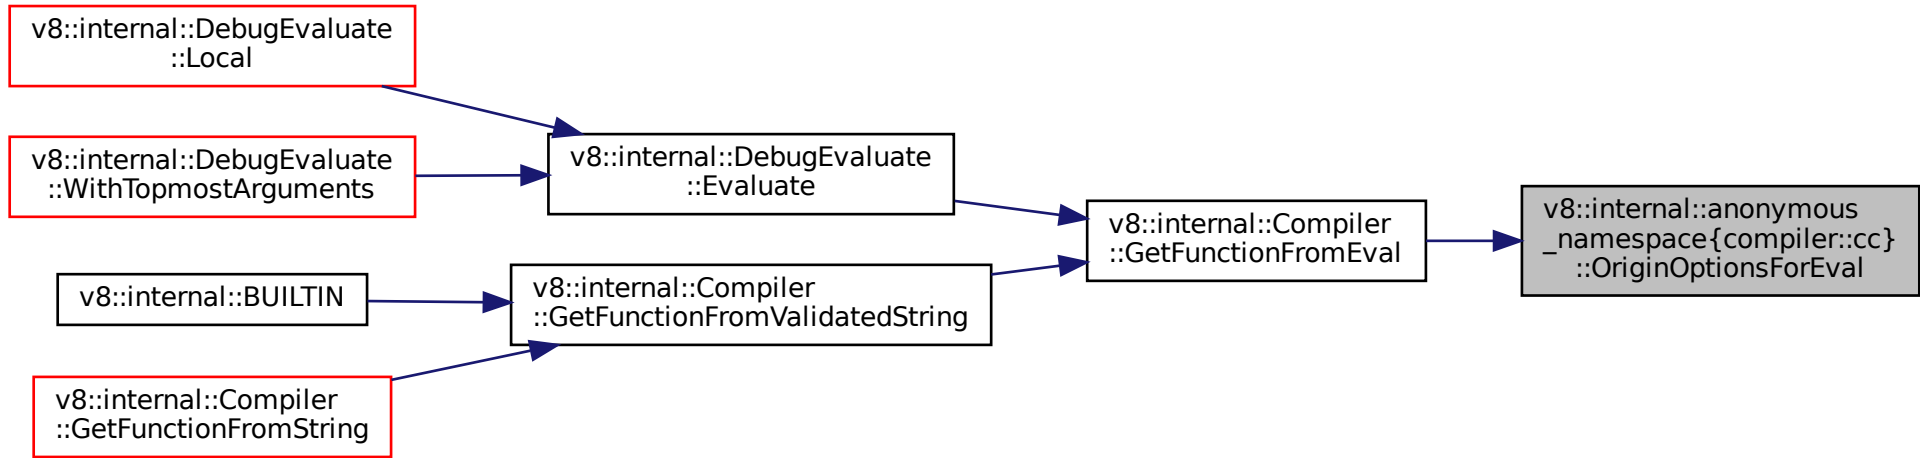 v8::internal::DebugEvaluate
::Local
v8::internal::DebugEvaluate
::WithTopmostArguments
v8::internal::BUILTIN
v8::internal::Compiler
::GetFunctionFromString
v8::internal::DebugEvaluate
::Evaluate
v8::internal::Compiler
::GetFunctionFromValidatedString
v8::internal::Compiler
::GetFunctionFromEval
v8::internal::anonymous
_namespace{compiler::cc}
::OriginOptionsForEval